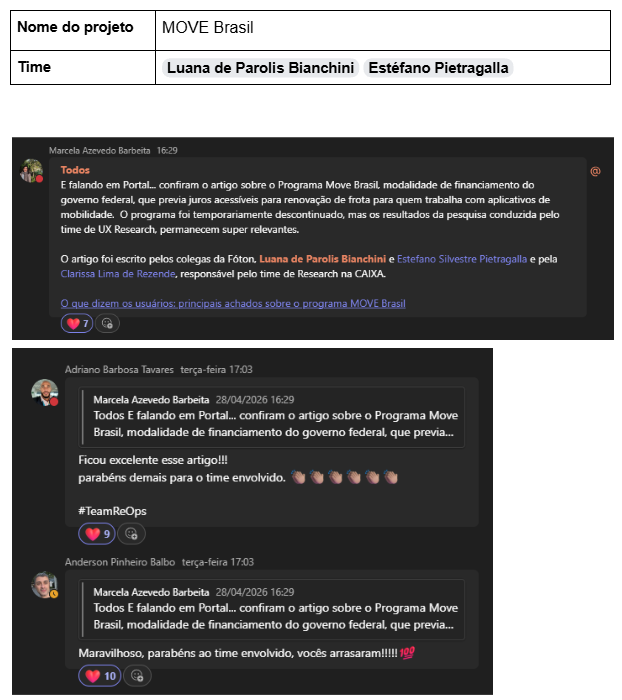 Nome do projeto MOVE Brasil
Time Luana de Parolis Bianchini Estéfano Pietragalla
Marcela Azevedo Barbeita 16:29
Todos @
E falando em Portal... confiram o artigo sobre o Programa Move Brasil, modalidade de financiamento do
governo federal, que previa juros acessíveis para renovação de frota para quem trabalha com aplicativos de
mobilidade. O programa foi temporariamente descontinuado, mas os resultados da pesquisa conduzida pelo
time de UX Research, permanecem super relevantes.
O artigo foi escrito pelos colegas da Fóton, Luana de Parolis Bianchini e Estefano Silvestre Pietragalla e pela
Clarissa Lima de Rezende, responsável pelo time de Research na CAIXA.
O que dizem os usuários: principais achados sobre o programa MOVE Brasil
7
Adriano Barbosa Tavares terça-feira 17:03
Marcela Azevedo Barbeita 28/04/2026 16:29
Todos E falando em Portal... confiram o artigo sobre o Programa Move
Brasil, modalidade de financiamento do governo federal, que previa...
Ficou excelente esse artigo!!!
parabéns demais para o time envolvido. 👏🏽 👏🏽 👏🏽 👏🏽 👏🏽 👏🏽
#TeamReOps
9
Anderson Pinheiro Balbo terça-feira 17:03
Marcela Azevedo Barbeita 28/04/2026 16:29
Todos E falando em Portal... confiram o artigo sobre o Programa Move
Brasil, modalidade de financiamento do governo federal, que previa...
Maravilhoso, parabéns ao time envolvido, vocês arrasaram!!!!!💯
10